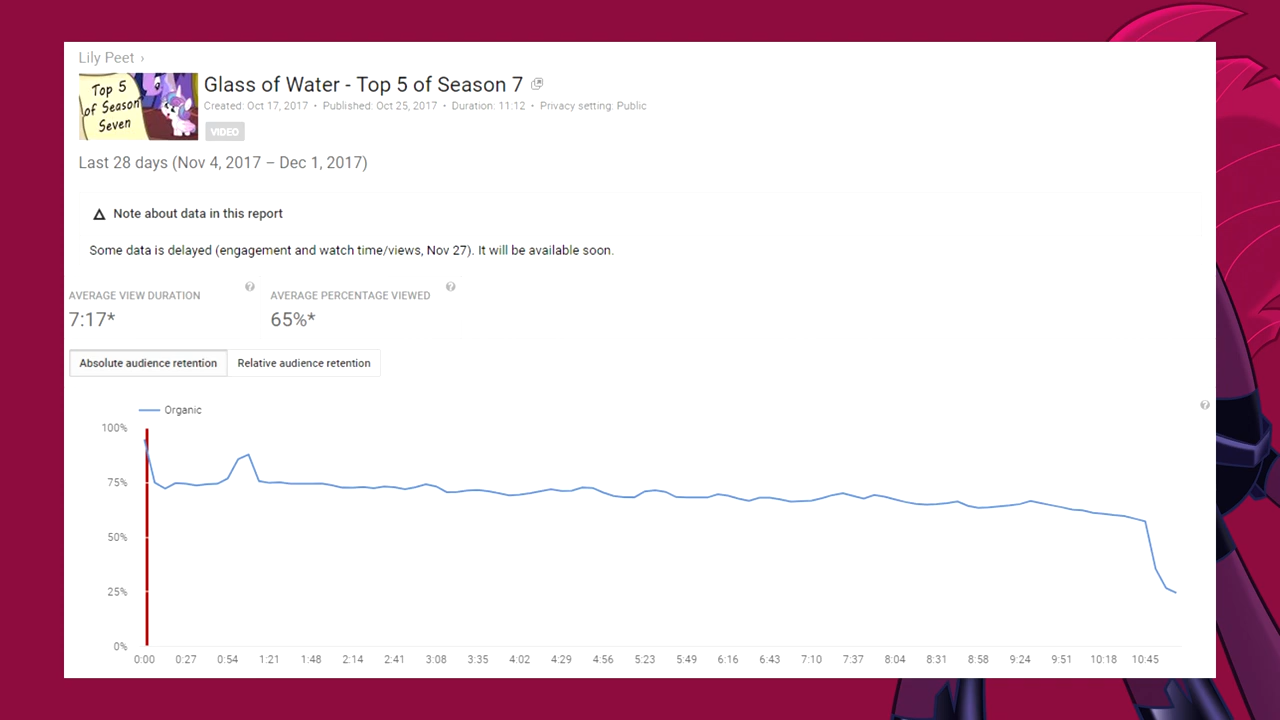 Lily Peet ›
Top 5
of Season
Seven
Glass of Water - Top 5 of Season 7
Created: Oct 17, 2017 • Published: Oct 25, 2017 • Duration: 11:12 • Privacy setting: Public
VIDEO
Last 28 days (Nov 4, 2017 – Dec 1, 2017)
Note about data in this report
Some data is delayed (engagement and watch time/views, Nov 27). It will be available soon.
AVERAGE VIEW DURATION ?
7:17*
AVERAGE PERCENTAGE VIEWED ?
65%*
Absolute audience retention
Relative audience retention
Organic
?
100%
75%
50%
25%
0%
0:00 0:27 0:54 1:21 1:48 2:14 2:41 3:08 3:35 4:02 4:29 4:56 5:23 5:49 6:16 6:43 7:10 7:37 8:04 8:31 8:58 9:24 9:51 10:18 10:45